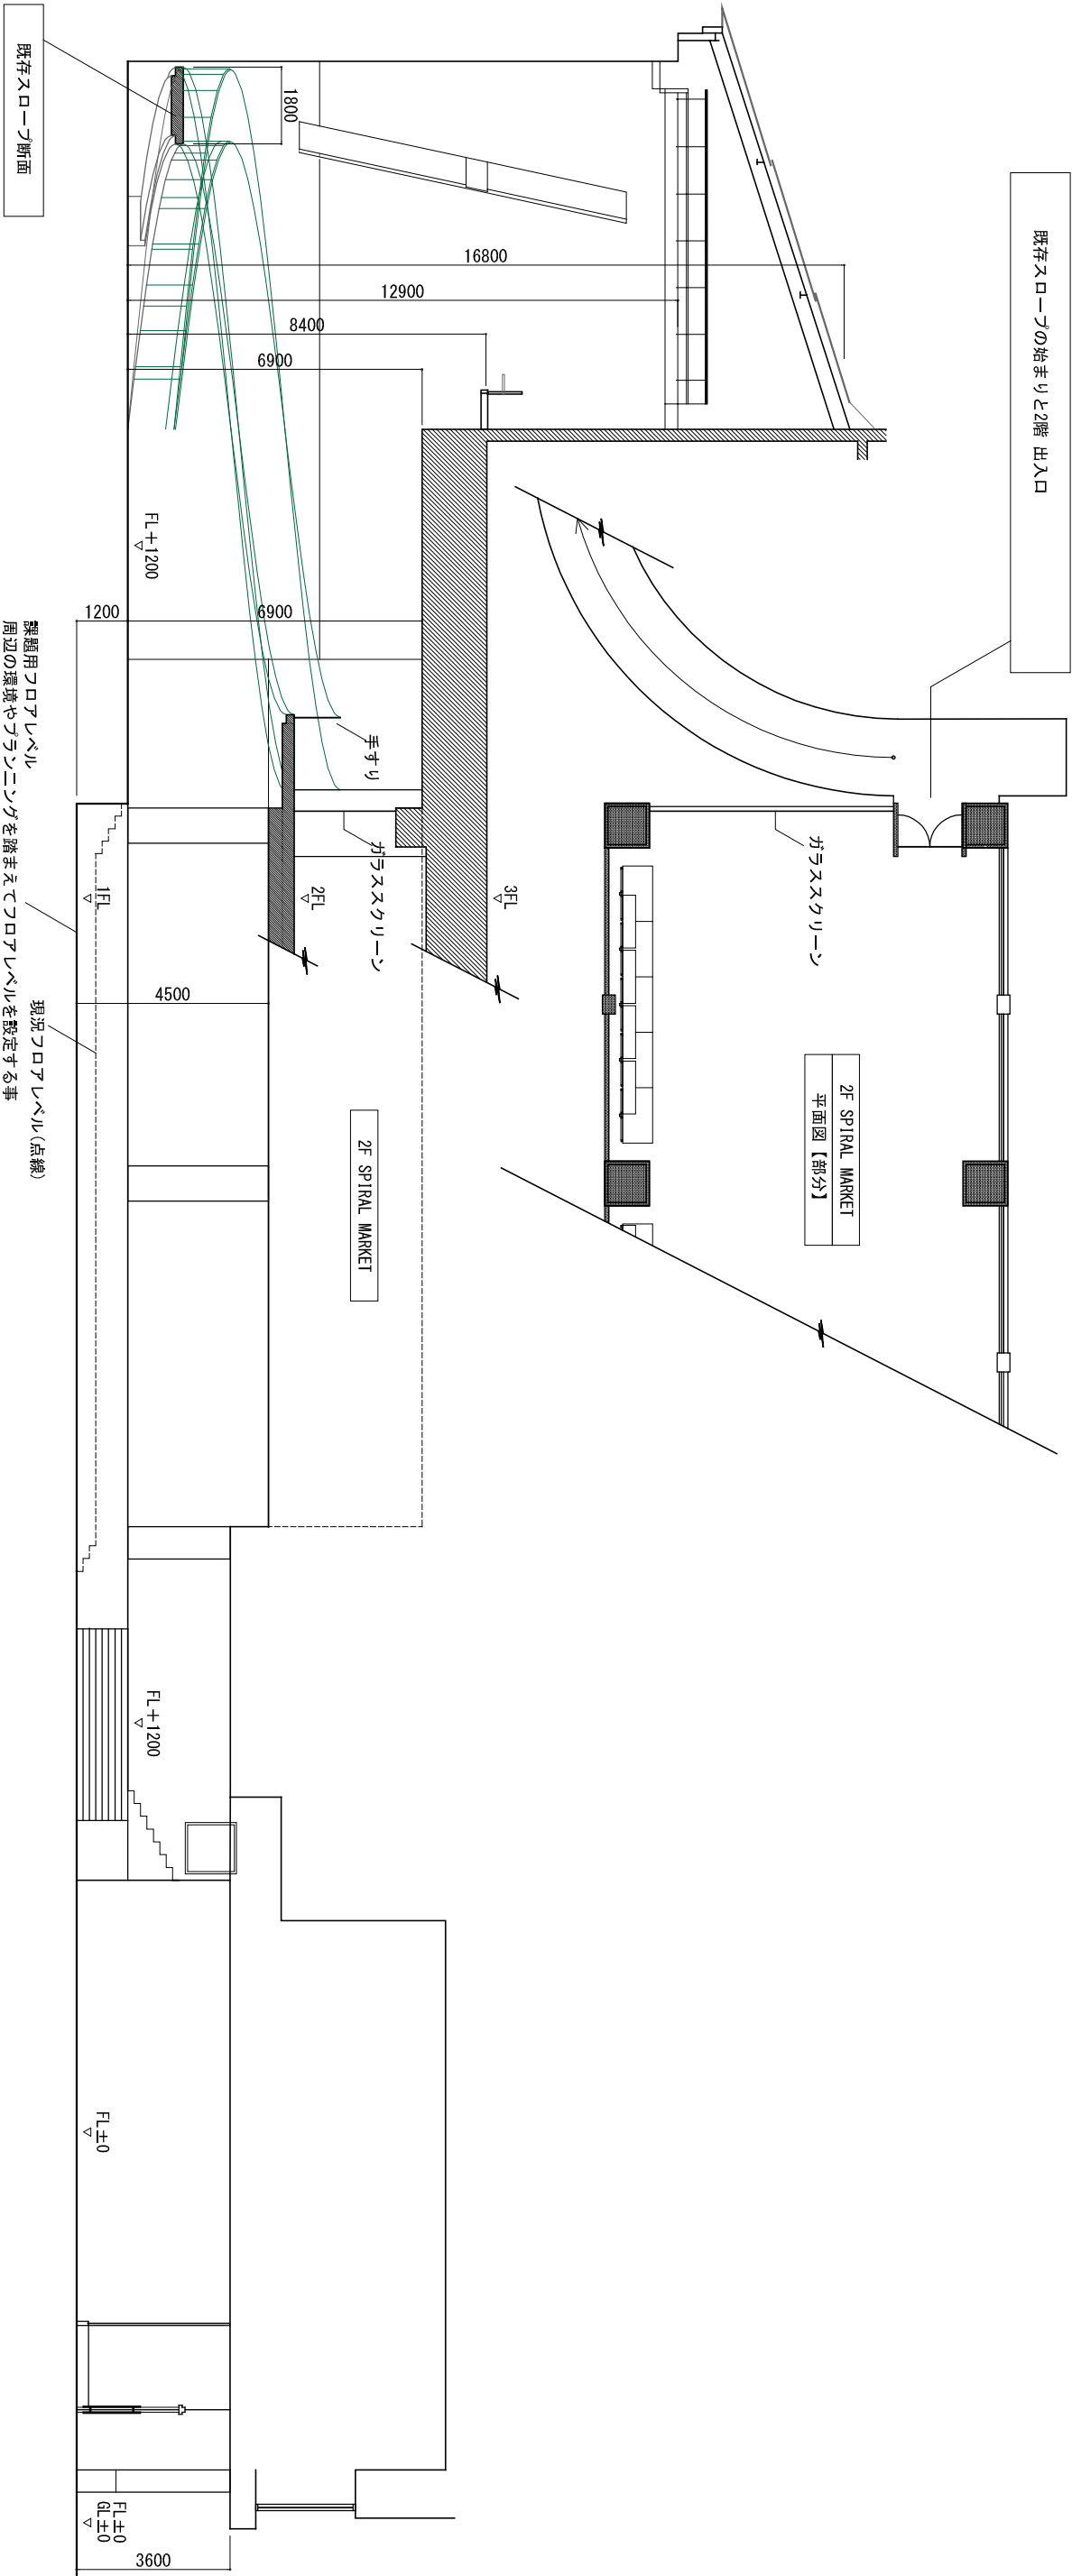 既存スロープ断面
既存スロープの始まりと2階 出入口
1800
16800
12900
8400
6900
FL+1200
1200
6900
手すり
ガラススクリーン
ガラススクリーン
1FL
2FL
3FL
4500
2F SPIRAL MARKET
平面図【部分】
2F SPIRAL MARKET
課題用フロアレベル
周辺の環境やプランニングを踏まえてフロアレベルを設定する事
現況フロアレベル(点線)
FL+1200
FL±0
FL±0
GL±0
3600